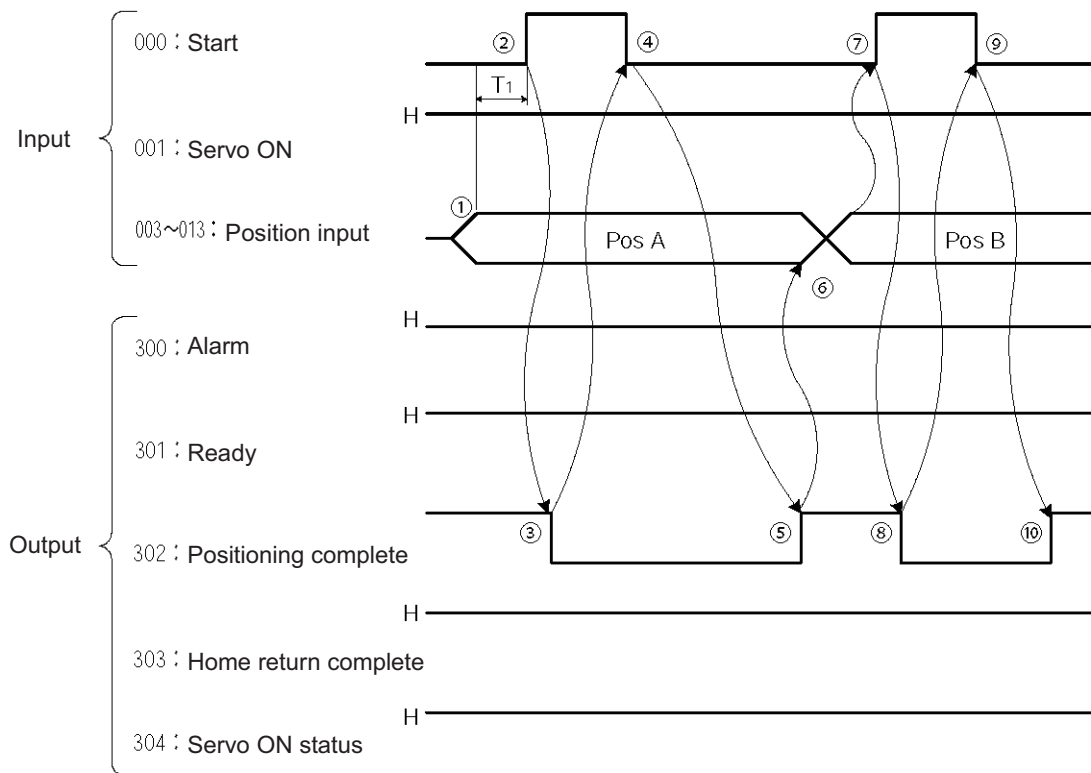 Input
000 : Start
② ④ ⑦ ⑨
T1
H
001 : Servo ON
①
003~013 : Position input
Pos A
Pos B
⑥
Output
H
300 : Alarm
H
301 : Ready
③ ⑤ ⑧ ⑩
302 : Positioning complete
H
303 : Home return complete
H
304 : Servo ON status